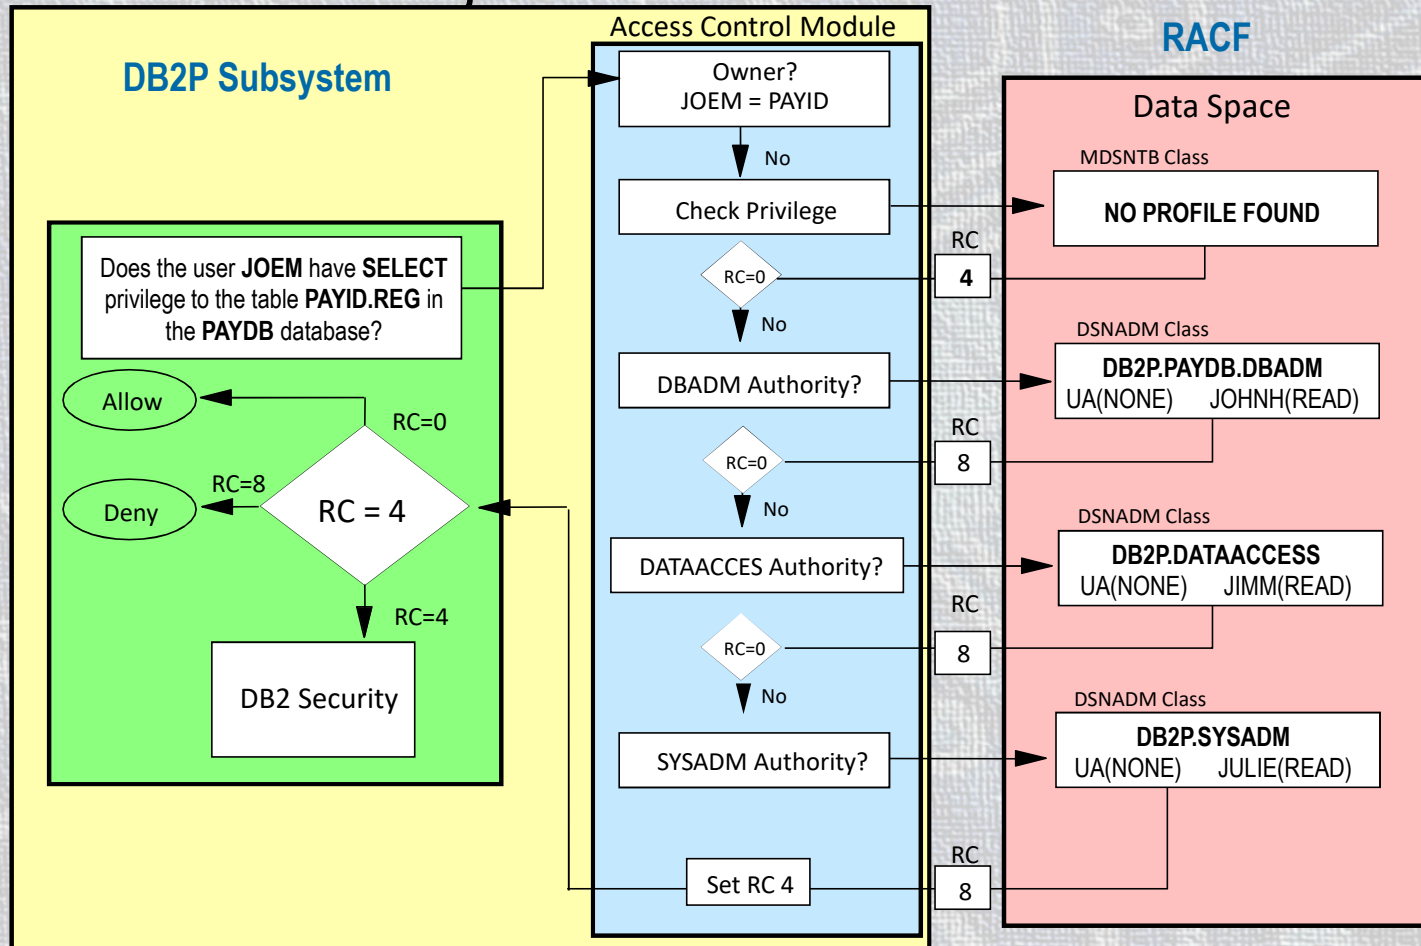 Access Control Module
RACF
DB2P Subsystem
Owner?
JOEM = PAYID
Data Space
No
MDSNTB Class
Check Privilege
NO PROFILE FOUND
RC
Does the user JOEM have SELECT
privilege to the table PAYID.REG in
the PAYDB database?
RC=0
4
No
DSNADM Class
DBADM Authority?
DB2P.PAYDB.DBADM
UA(NONE) JOHNH(READ)
Allow
RC=0
RC
RC=0
8
RC=8
Deny
RC = 4
No
DSNADM Class
DATAACCES Authority?
DB2P.DATAACCESS
UA(NONE) JIMM(READ)
RC=4
RC
RC=0
8
DB2 Security
No
DSNADM Class
SYSADM Authority?
DB2P.SYSADM
UA(NONE) JULIE(READ)
RC
Set RC 4
8